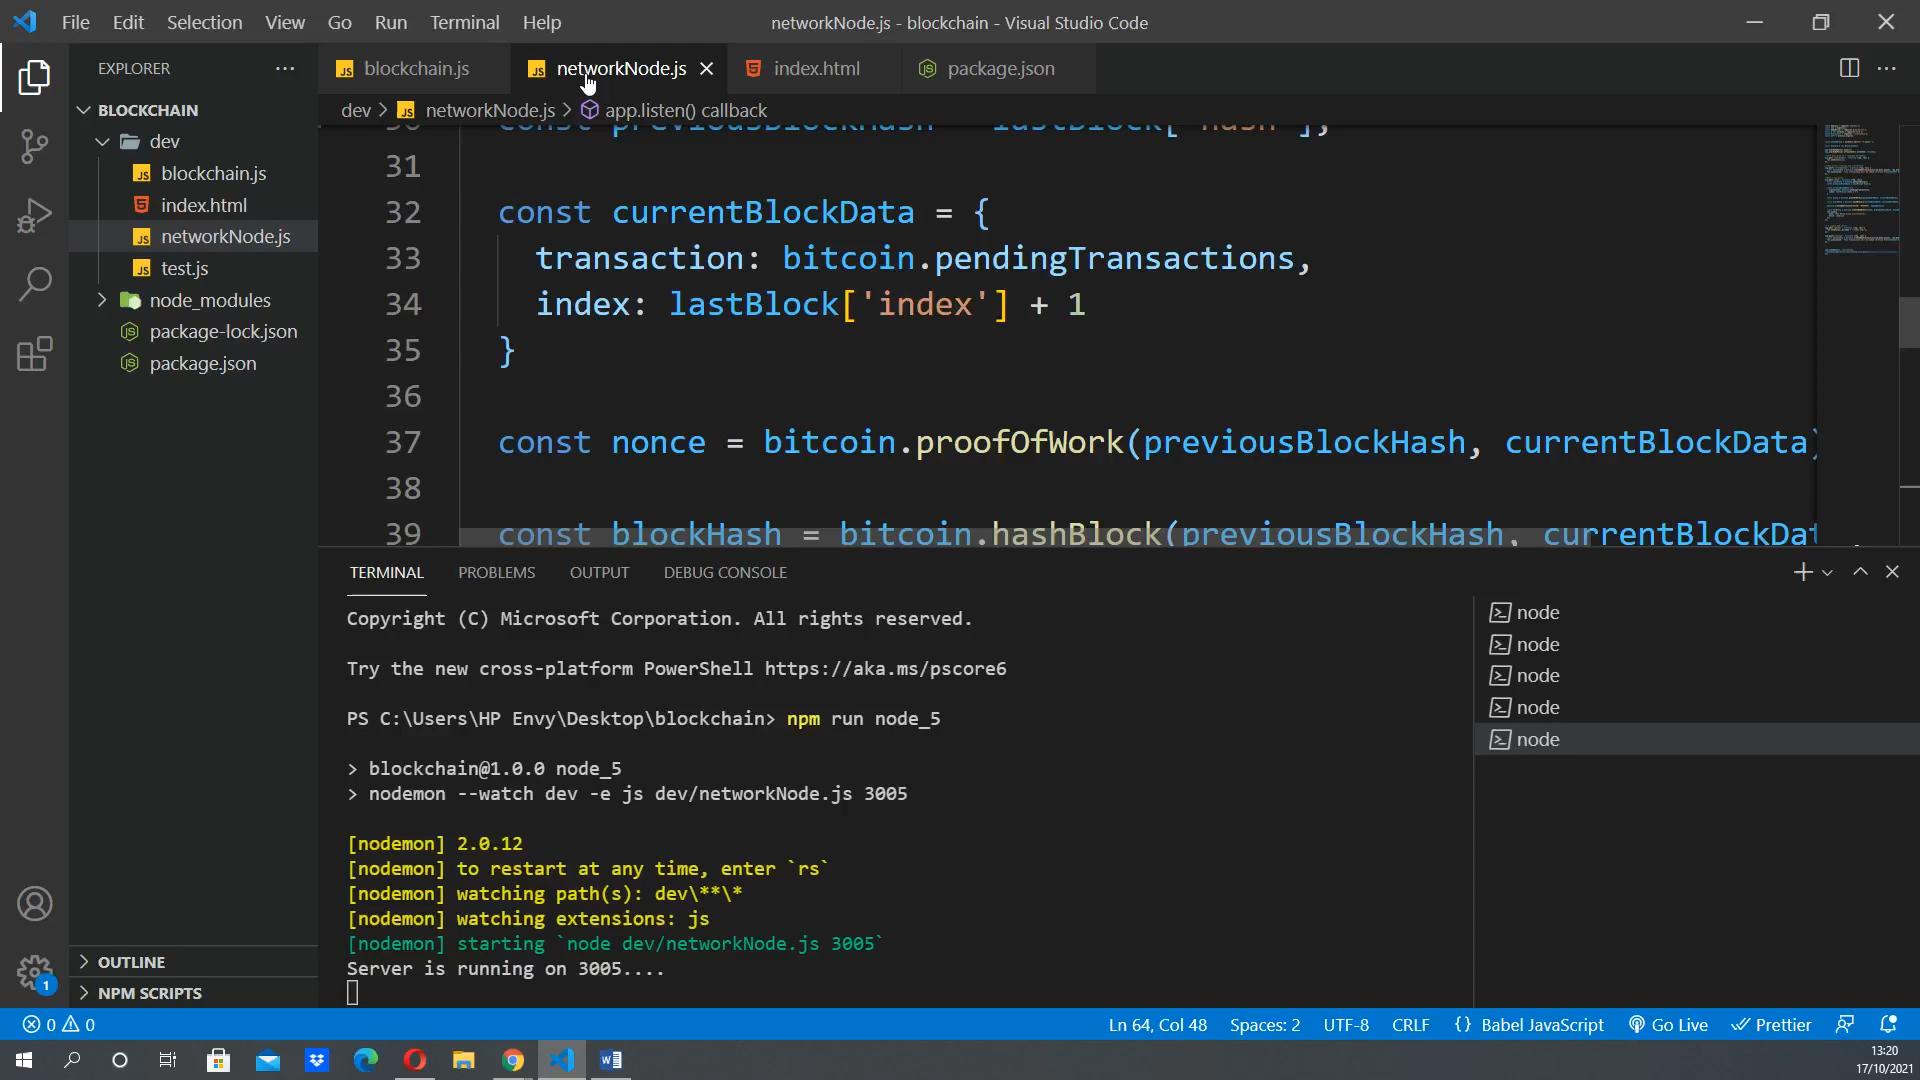 File Edit Selection View Go Run Terminal Help
networkNode.js - blockchain - Visual Studio Code
EXPLORER
BLOCKCHAIN
dev
blockchain.js
index.html
networkNode.js
test.js
node_modules
package-lock.json
package.json
OUTLINE
NPM SCRIPTS
1
JS blockchain.js
JS networkNode.js
index.html
package.json
dev > JS networkNode.js > app.listen() callback
30 const previousBlockHash = lastBlock['hash'];
31
32 const currentBlockData = {
33 transaction: bitcoin.pendingTransactions,
34 index: lastBlock['index'] + 1
35 }
36
37 const nonce = bitcoin.proofOfWork(previousBlockHash, currentBlockData)
38
39 const blockHash = bitcoin.hashBlock(previousBlockHash, currentBlockDat
TERMINAL PROBLEMS OUTPUT DEBUG CONSOLE
Copyright (C) Microsoft Corporation. All rights reserved.
Try the new cross-platform PowerShell https://aka.ms/pscore6
PS C:\Users\HP Envy\Desktop\blockchain> npm run node_5
> blockchain@1.0.0 node_5
> nodemon --watch dev -e js dev/networkNode.js 3005
[nodemon] 2.0.12
[nodemon] to restart at any time, enter `rs`
[nodemon] watching path(s): dev\**\*
[nodemon] watching extensions: js
[nodemon] starting `node dev/networkNode.js 3005`
Server is running on 3005....
node
node
node
node
node
0 0 Ln 64, Col 48 Spaces: 2 UTF-8 CRLF {} Babel JavaScript Go Live Prettier
13:20
17/10/2021